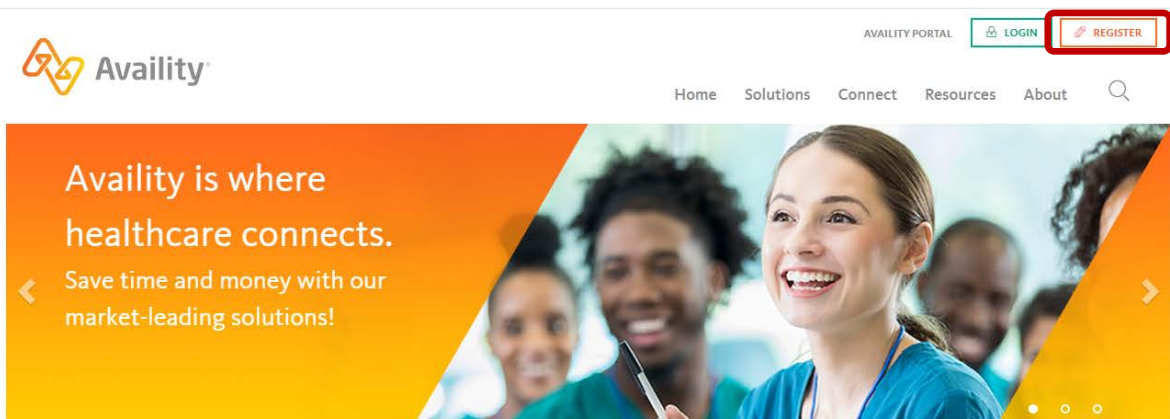 AVAILITY PORTAL LOGIN REGISTER
Availity
Home Solutions Connect Resources About
Availity is where
healthcare connects.
Save time and money with our
market-leading solutions!